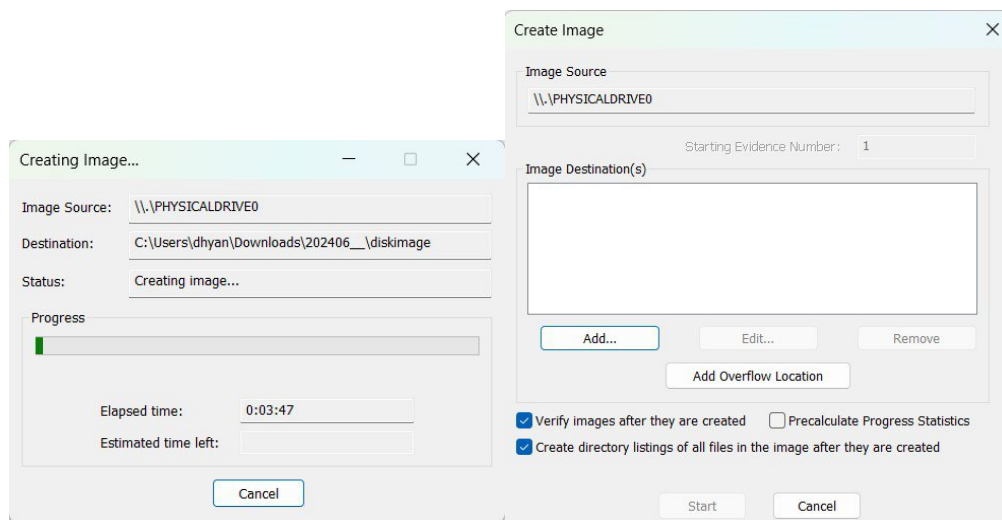 Creating Image...
Image Source: \\.\PHYSICALDRIVE0
Destination: C:\Users\dhyan\Downloads\202406__\diskimage
Status: Creating image...
Progress
Elapsed time: 0:03:47
Estimated time left:
Cancel
Create Image
Image Source
\\.\PHYSICALDRIVE0
Starting Evidence Number: 1
Image Destination(s)
Add... Edit... Remove
Add Overflow Location
Verify images after they are created Precalculate Progress Statistics
Create directory listings of all files in the image after they are created
Start Cancel